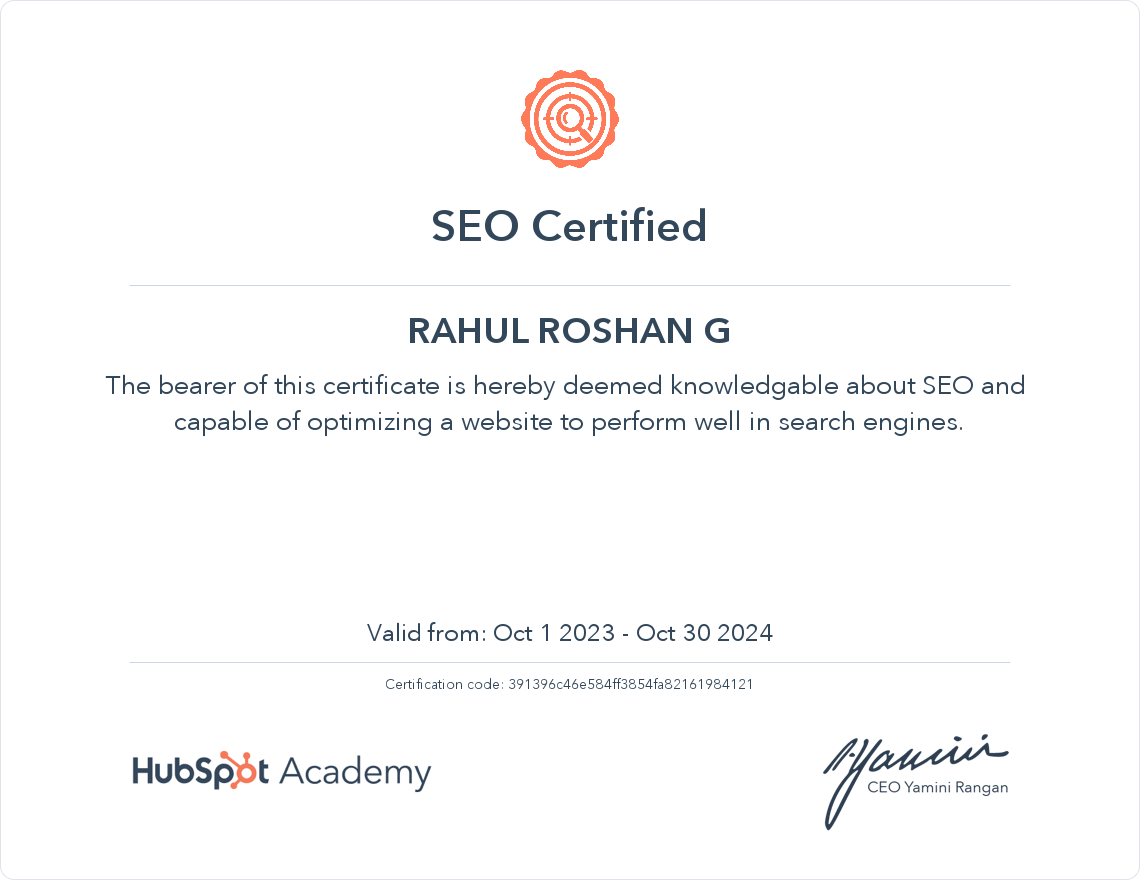 SEO Certified
RAHUL ROSHAN G
The bearer of this certificate is hereby deemed knowledgable about SEO and
capable of optimizing a website to perform well in search engines.
Valid from: Oct 1 2023 - Oct 30 2024
Certification code: 391396c46e584ff3854fa82161984121
HubSpot Academy
CEO Yamini Rangan